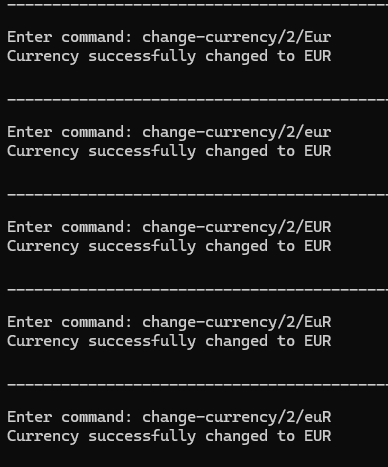 Enter command: change-currency/2/Eur
Currency successfully changed to EUR
Enter command: change-currency/2/eur
Currency successfully changed to EUR
Enter command: change-currency/2/EUR
Currency successfully changed to EUR
Enter command: change-currency/2/EuR
Currency successfully changed to EUR
Enter command: change-currency/2/euR
Currency successfully changed to EUR